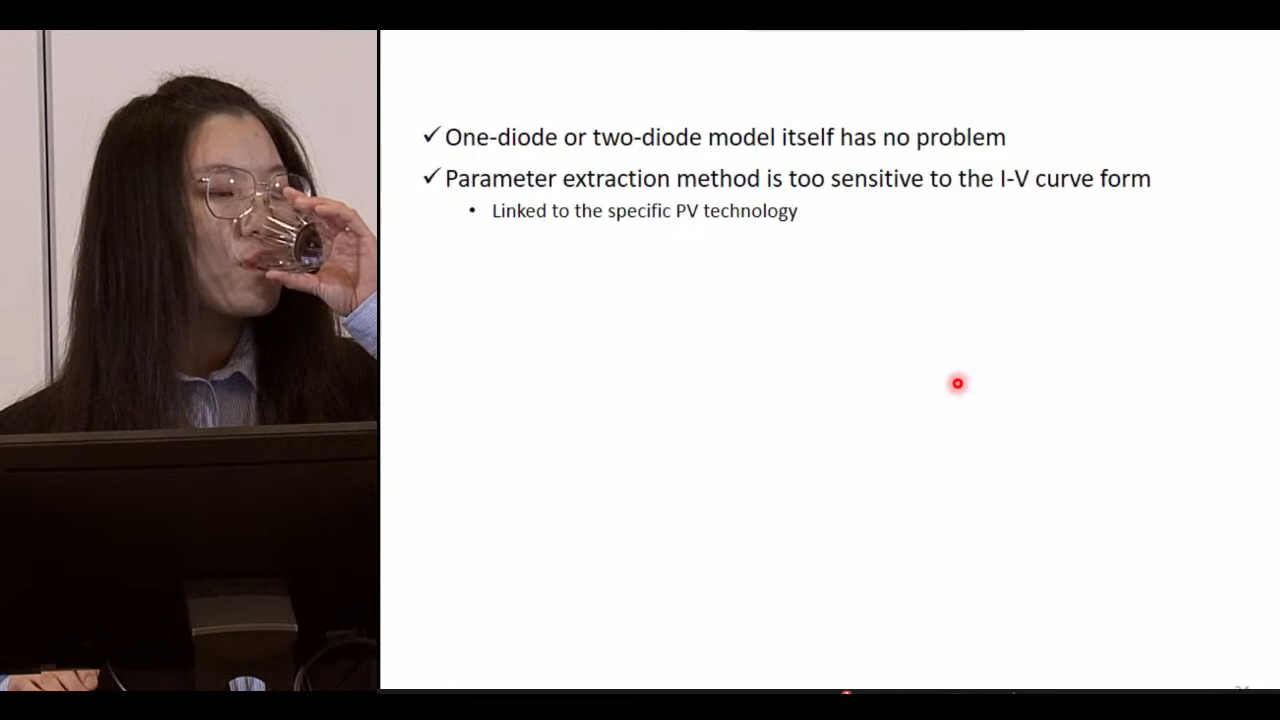 ✓ One-diode or two-diode model itself has no problem
✓ Parameter extraction method is too sensitive to the I-V curve form
• Linked to the specific PV technology